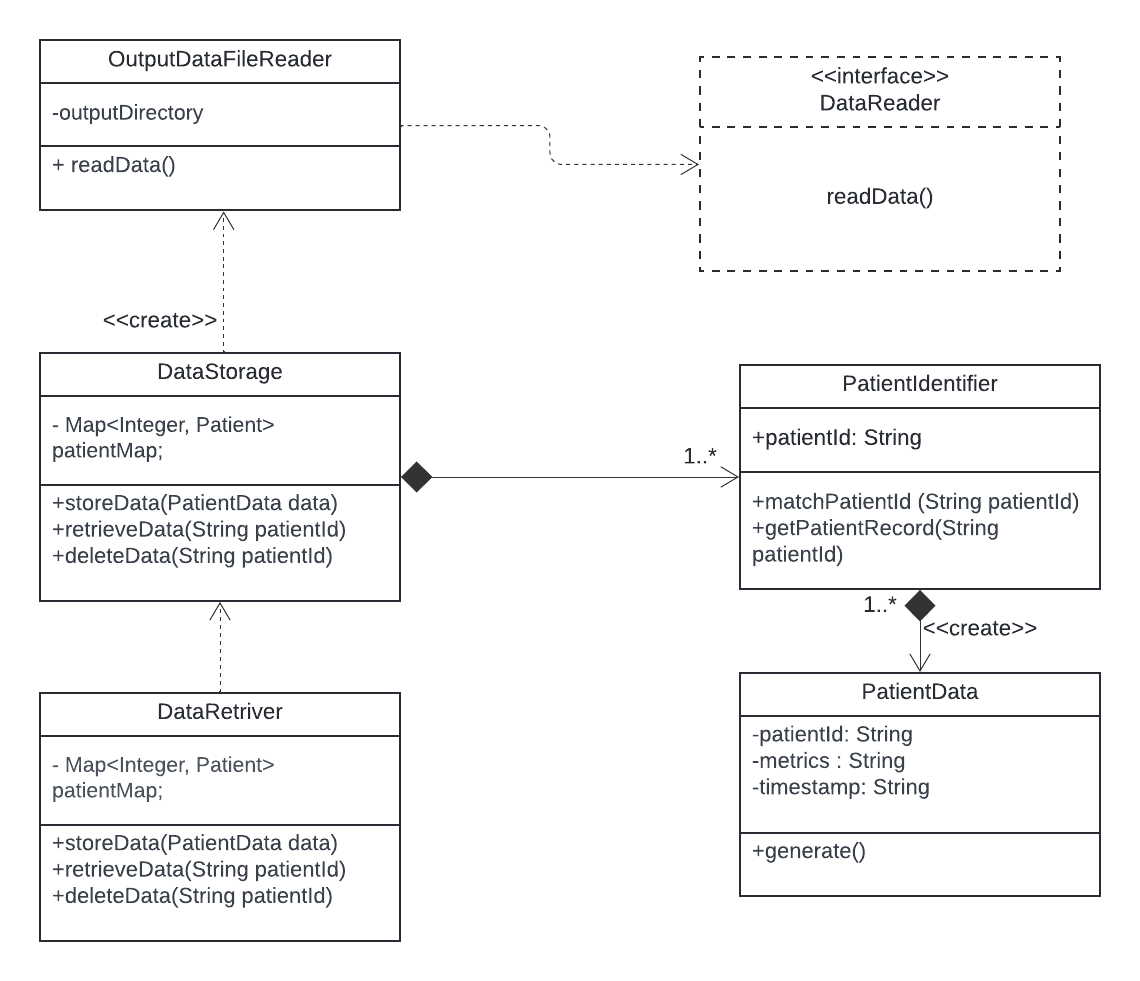 OutputDataFileReader
-outputDirectory
+ readData()
<<interface>>
DataReader
readData()
<<create>>
DataStorage
- Map<Integer, Patient>
patientMap;
+storeData(PatientData data)
+retrieveData(String patientId)
+deleteData(String patientId)
1..*
PatientIdentifier
+patientId: String
+matchPatientId (String patientId)
+getPatientRecord(String
patientId)
1..*
<<create>>
DataRetriver
- Map<Integer, Patient>
patientMap;
+storeData(PatientData data)
+retrieveData(String patientId)
+deleteData(String patientId)
PatientData
-patientId: String
-metrics : String
-timestamp: String
+generate()